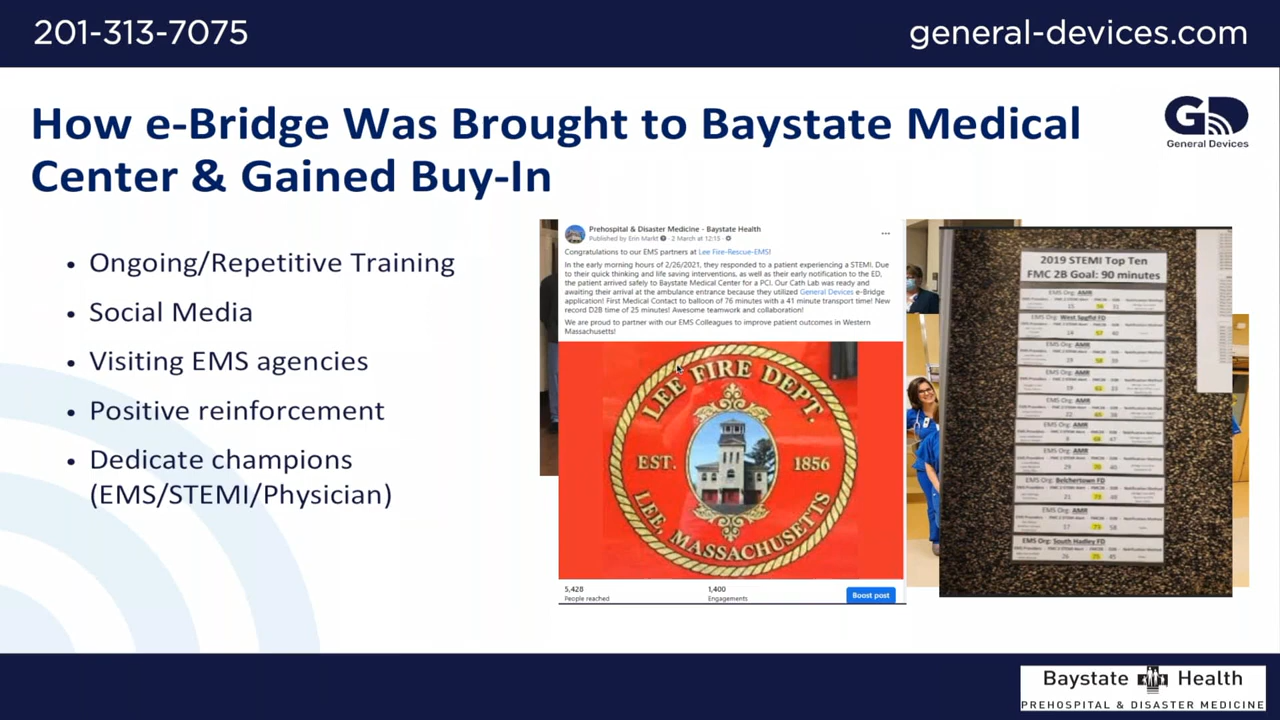 201-313-7075
general-devices.com
How e-Bridge Was Brought to Baystate Medical
Center & Gained Buy-In
GD
General Devices
• Ongoing/Repetitive Training
• Social Media
• Visiting EMS agencies
• Positive reinforcement
• Dedicate champions
(EMS/STEMI/Physician)
Prehospital & Disaster Medicine - Baystate Health
Published by Erin Markt · 2 March at 12:15 ·
Congratulations to our EMS partners at Lee Fire-Rescue-EMS!
In the early morning hours of 2/26/2021, they responded to a patient experiencing a STEMI. Due
to their quick thinking and life saving interventions, as well as their early notification to the ED,
the patient arrived safely to Baystate Medical Center for a PCI. Our Cath Lab was ready and
awaiting their arrival at the ambulance entrance because they utilized General Devices e-Bridge
application! First Medical Contact to balloon of 76 minutes with a 41 minute transport time! New
record D2B time of 25 minutes! Awesome teamwork and collaboration!
We are proud to partner with our EMS Colleagues to improve patient outcomes in Western
Massachusetts!
LEE FIRE DEPT.
EST. 1856
LEE, MASSACHUSETTS
5,428
People reached
1,400
Engagements
Boost post
2019 STEMI Top Ten
FMC 2B Goal: 90 minutes
EMS Org: AMR
EMS Org: West Spgfld FD
EMS Org: AMR
EMS Org: AMR
EMS Org: AMR
EMS Org: AMR
EMS Org: AMR
EMS Org: Belchertown FD
EMS Org: AMR
EMS Org: South Hadley FD
Baystate Health
PREHOSPITAL & DISASTER MEDICINE